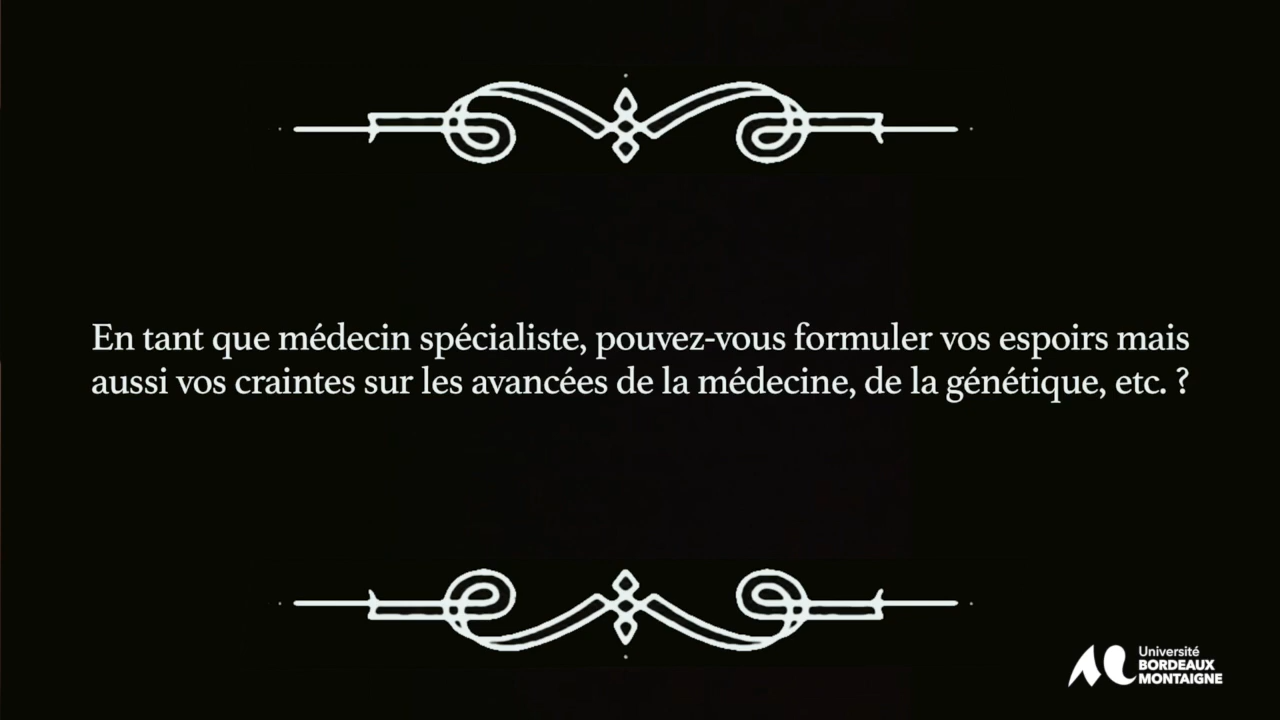 En tant que médecin spécialiste, pouvez-vous formuler vos espoirs mais
aussi vos craintes sur les avancées de la médecine, de la génétique, etc. ?
Université
BORDEAUX
MONTAIGNE